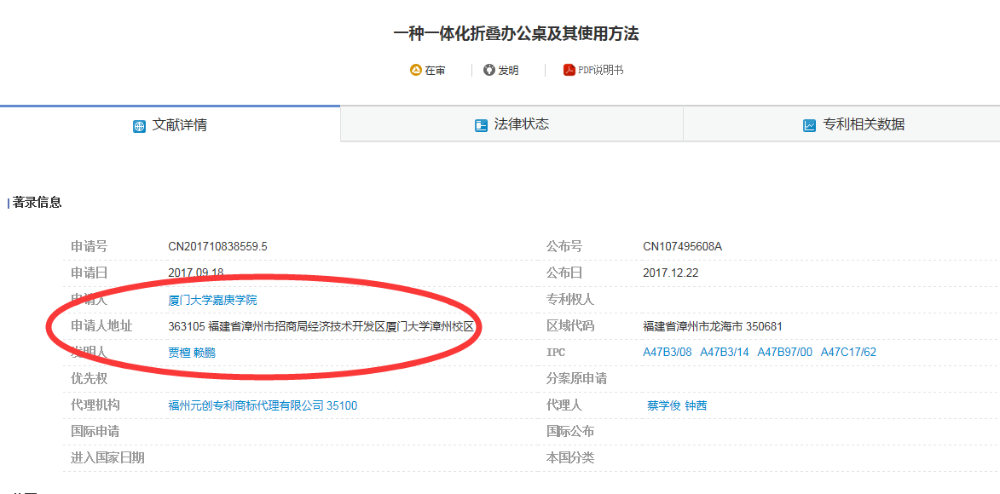 一种一体化折叠办公桌及其使用方法
在审 发明 PDF说明书
文献详情 法律状态 专利相关数据
著录信息
申请号 CN201710838559.5 公布号 CN107495608A
申请日 2017.09.18 公布日 2017.12.22
申请人 厦门大学嘉庚学院 专利权人
申请人地址 363105 福建省漳州市招商局经济技术开发区厦门大学漳州校区 区域代码 福建省漳州市龙海市 350681
发明人 贾檀 赖鹏 IPC A47B3/08 A47B3/14 A47B97/00 A47C17/62
优先权 分案原申请
代理机构 福州元创专利商标代理有限公司 35100 代理人 蔡学俊 钟茜
国际申请 国际公布
进入国家日期 本国分类